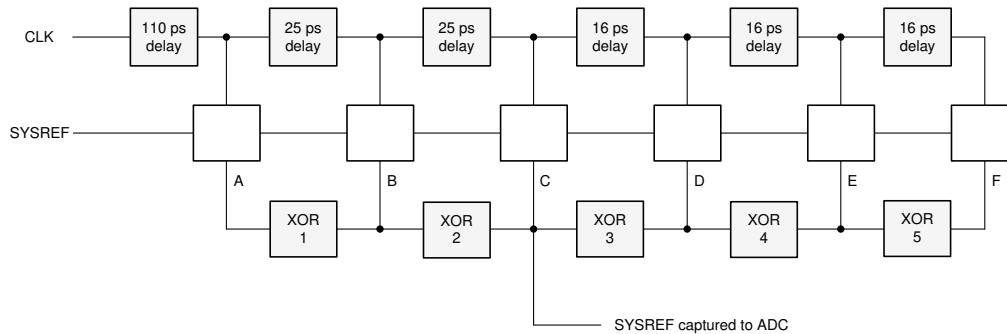 110 ps
delay
25 ps
delay
25 ps
delay
16 ps
delay
16 ps
delay
16 ps
delay
CLK
SYSREF
A
B
C
D
E
F
XOR
1
XOR
2
XOR
3
XOR
4
XOR
5
SYSREF captured to ADC